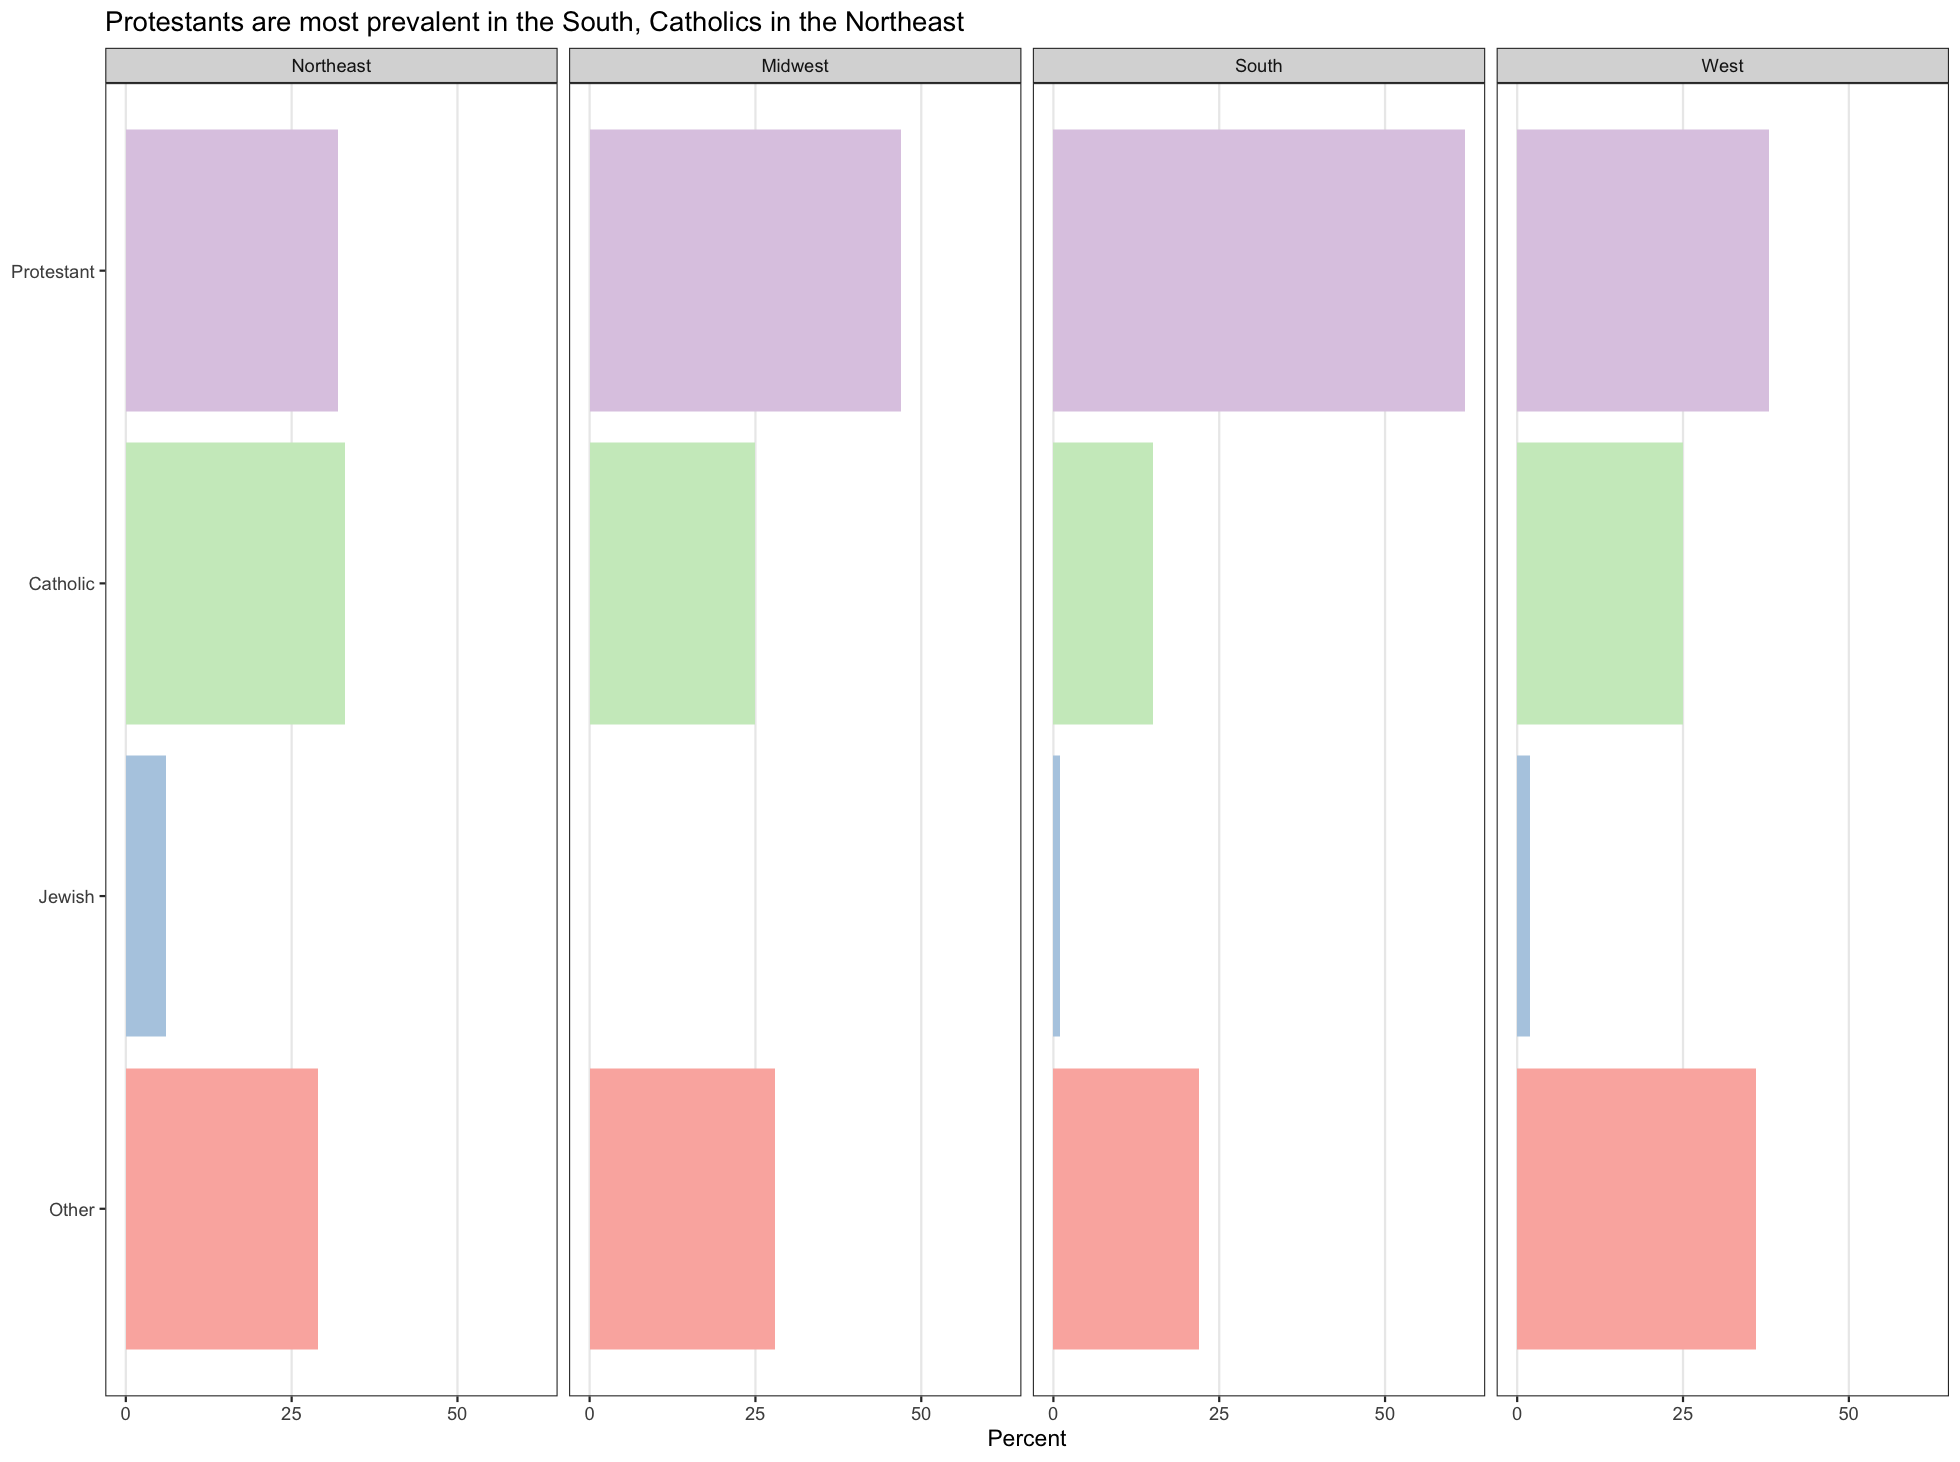 Protestants are most prevalent in the South, Catholics in the Northeast
Northeast Midwest South West
Protestant
Catholic
Jewish
Other
0 25 50 0 25 50 0 25 50 0 25 50
Percent